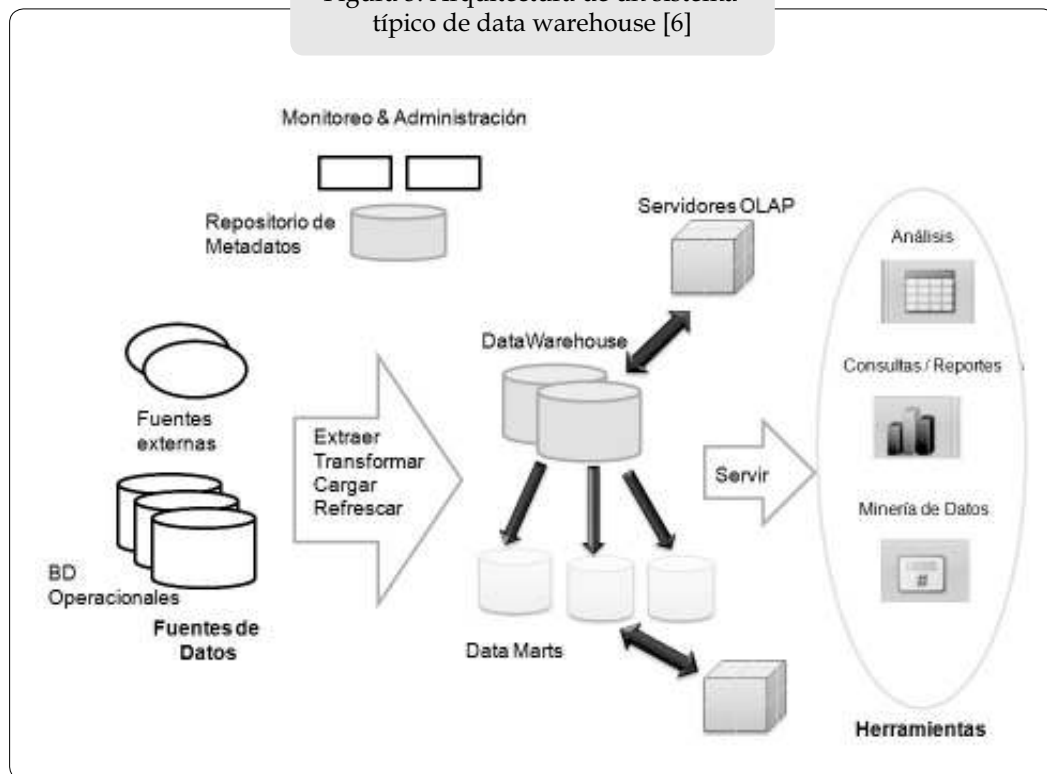 típico de data warehouse [6]
Monitoreo & Administración
Repositorio de
Metadatos
Servidores OLAP
Análisis
DataWarehouse
Consultas / Reportes
Fuentes
externas
Extraer
Transformar
Cargar
Refrescar
Servir
Minería de Datos
#
BD
Operacionales
Fuentes de
Datos
Data Marts
Herramientas